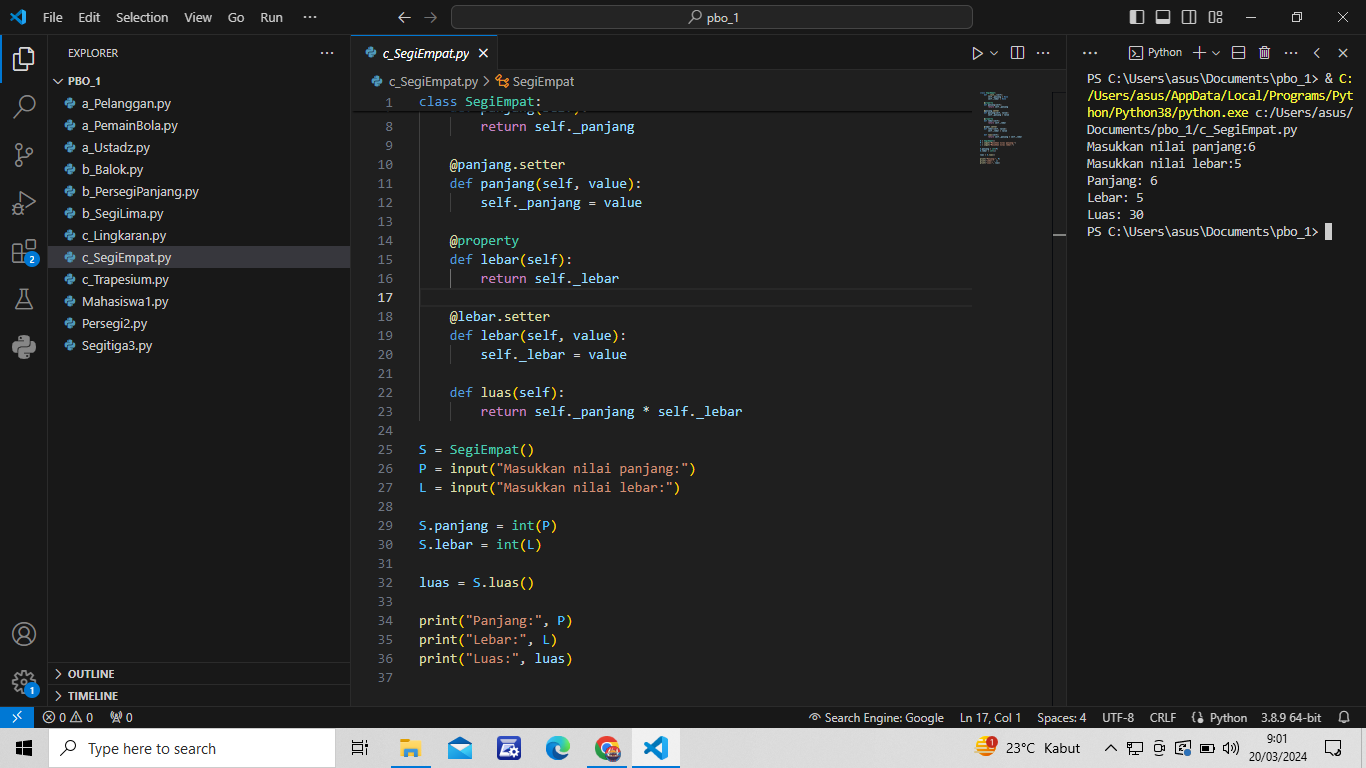 File Edit Selection View Go Run ··· pbo_1
EXPLORER ···
PBO_1
a_Pelanggan.py
a_PemainBola.py
a_Ustadz.py
b_Balok.py
b_PersegiPanjang.py
b_SegiLima.py
c_Lingkaran.py
c_SegiEmpat.py
c_Trapesium.py
Mahasiswa1.py
Persegi2.py
Segitiga3.py
OUTLINE
TIMELINE
2
1
c_SegiEmpat.py
c_SegiEmpat.py > SegiEmpat
1 class SegiEmpat:
8 return self._panjang
9
10 @panjang.setter
11 def panjang(self, value):
12 self._panjang = value
13
14 @property
15 def lebar(self):
16 return self._lebar
17
18 @lebar.setter
19 def lebar(self, value):
20 self._lebar = value
21
22 def luas(self):
23 return self._panjang * self._lebar
24
25 S = SegiEmpat()
26 P = input("Masukkan nilai panjang:")
27 L = input("Masukkan nilai lebar:")
28
29 S.panjang = int(P)
30 S.lebar = int(L)
31
32 luas = S.luas()
33
34 print("Panjang:", P)
35 print("Lebar:", L)
36 print("Luas:", luas)
37
Python
PS C:\Users\asus\Documents\pbo_1> & C:
/Users/asus/AppData/Local/Programs/Pyt
hon/Python38/python.exe c:/Users/asus/
Documents/pbo_1/c_SegiEmpat.py
Masukkan nilai panjang:6
Masukkan nilai lebar:5
Panjang: 6
Lebar: 5
Luas: 30
PS C:\Users\asus\Documents\pbo_1>
0 0 0 Search Engine: Google Ln 17, Col 1 Spaces: 4 UTF-8 CRLF Python 3.8.9 64-bit
Type here to search 23°C Kabut 9:01
20/03/2024